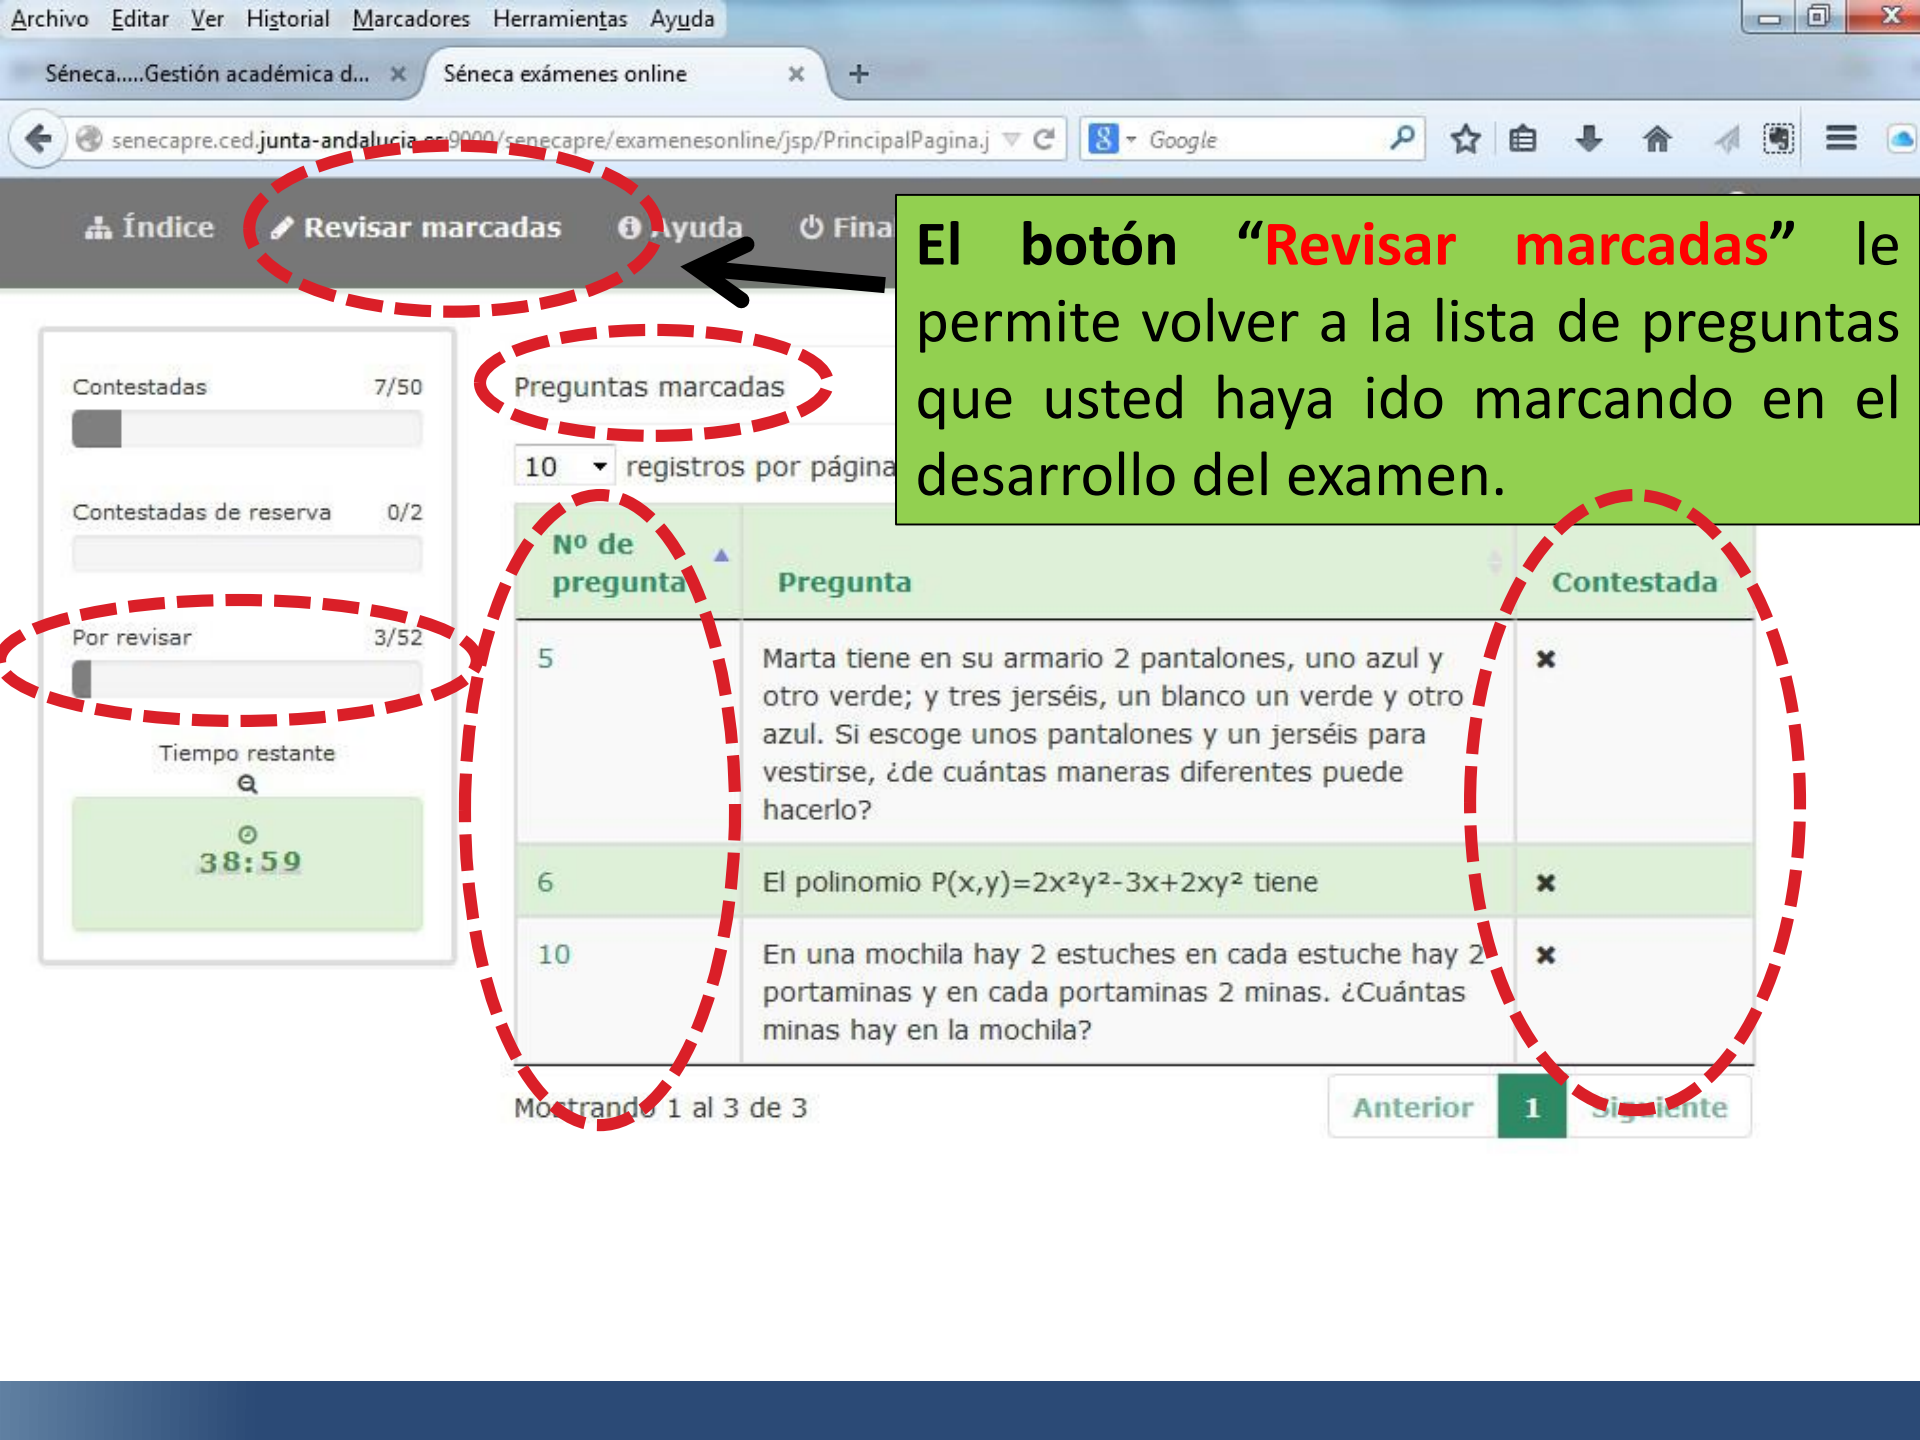 Archivo Editar Ver Historial Marcadores Herramientas Ayuda
Séneca.....Gestión académica d...
Séneca exámenes online
senecapre.ced.junta-andalucia.es:9000/senecapre/examenesonline/jsp/PrincipalPagina.j
Google
Índice Revisar marcadas Ayuda Fina
El botón “Revisar marcadas” le
permite volver a la lista de preguntas
que usted haya ido marcando en el
desarrollo del examen.
Contestadas 7/50
Contestadas de reserva 0/2
Por revisar 3/52
Tiempo restante
38:59
Preguntas marcadas
10 registros por página
Nº de
pregunta
Pregunta
Contestada
5
Marta tiene en su armario 2 pantalones, uno azul y
otro verde; y tres jerséis, un blanco un verde y otro
azul. Si escoge unos pantalones y un jerséis para
vestirse, ¿de cuántas maneras diferentes puede
hacerlo?
6
El polinomio P(x,y)=2x²y²-3x+2xy² tiene
10
En una mochila hay 2 estuches en cada estuche hay 2
portaminas y en cada portaminas 2 minas. ¿Cuántas
minas hay en la mochila?
Mostrando 1 al 3 de 3
Anterior 1 Siguiente